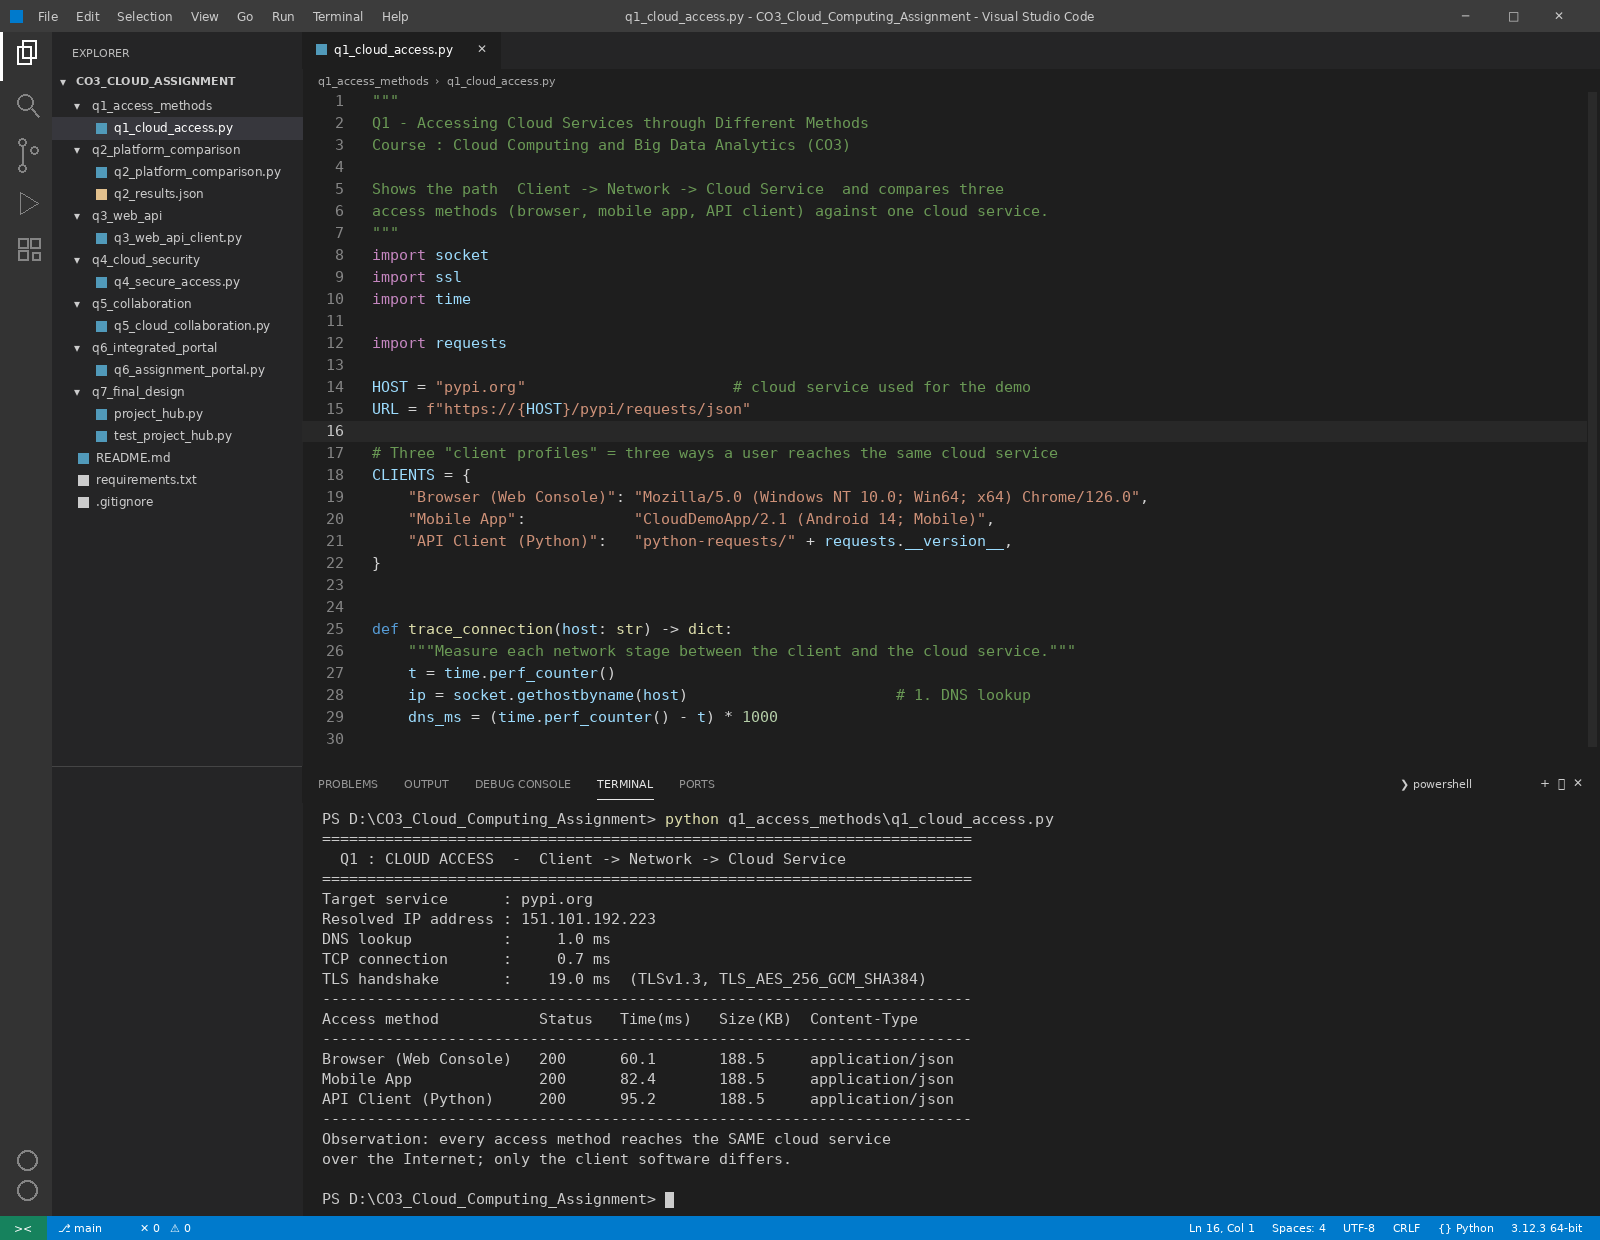 File Edit Selection View Go Run Terminal Help
q1_cloud_access.py - CO3_Cloud_Computing_Assignment - Visual Studio Code
EXPLORER
CO3_CLOUD_ASSIGNMENT
q1_access_methods
q1_cloud_access.py
q2_platform_comparison
q2_platform_comparison.py
q2_results.json
q3_web_api
q3_web_api_client.py
q4_cloud_security
q4_secure_access.py
q5_collaboration
q5_cloud_collaboration.py
q6_integrated_portal
q6_assignment_portal.py
q7_final_design
project_hub.py
test_project_hub.py
README.md
requirements.txt
.gitignore
q1_cloud_access.py ✕
q1_access_methods › q1_cloud_access.py
1 """
2 Q1 - Accessing Cloud Services through Different Methods
3 Course : Cloud Computing and Big Data Analytics (CO3)
4
5 Shows the path  Client -> Network -> Cloud Service  and compares three
6 access methods (browser, mobile app, API client) against one cloud service.
7 """
8 import socket
9 import ssl
10 import time
11
12 import requests
13
14 HOST = "pypi.org"                       # cloud service used for the demo
15 URL = f"https://{HOST}/pypi/requests/json"
16
17 # Three "client profiles" = three ways a user reaches the same cloud service
18 CLIENTS = {
19     "Browser (Web Console)": "Mozilla/5.0 (Windows NT 10.0; Win64; x64) Chrome/126.0",
20     "Mobile App":            "CloudDemoApp/2.1 (Android 14; Mobile)",
21     "API Client (Python)":   "python-requests/" + requests.__version__,
22 }
23
24
25 def trace_connection(host: str) -> dict:
26     """Measure each network stage between the client and the cloud service."""
27     t = time.perf_counter()
28     ip = socket.gethostbyname(host)                       # 1. DNS lookup
29     dns_ms = (time.perf_counter() - t) * 1000
30
PROBLEMS OUTPUT DEBUG CONSOLE TERMINAL PORTS
❯ powershell + ✕
PS D:\CO3_Cloud_Computing_Assignment> python q1_access_methods\q1_cloud_access.py
========================================================================
  Q1 : CLOUD ACCESS  -  Client -> Network -> Cloud Service
========================================================================
Target service      : pypi.org
Resolved IP address : 151.101.192.223
DNS lookup          :     1.0 ms
TCP connection      :     0.7 ms
TLS handshake       :    19.0 ms  (TLSv1.3, TLS_AES_256_GCM_SHA384)
------------------------------------------------------------------------
Access method           Status   Time(ms)   Size(KB)  Content-Type
------------------------------------------------------------------------
Browser (Web Console)   200      60.1       188.5     application/json
Mobile App              200      82.4       188.5     application/json
API Client (Python)     200      95.2       188.5     application/json
------------------------------------------------------------------------
Observation: every access method reaches the SAME cloud service
over the Internet; only the client software differs.
PS D:\CO3_Cloud_Computing_Assignment>
>< ⎇ main ✕ 0 ⚠ 0 Ln 16, Col 1 Spaces: 4 UTF-8 CRLF {} Python 3.12.3 64-bit